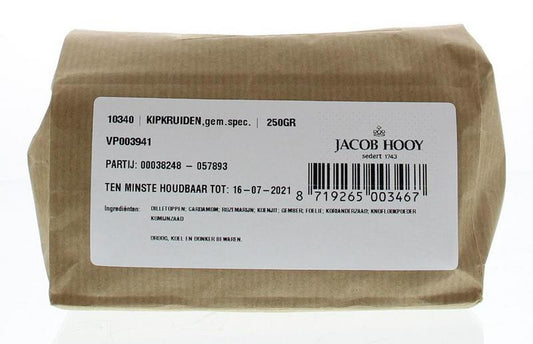 10340 | KIPKRUIDEN,gem.spec. | 250GR
VP003941
PARTIJ: 00038248 - 057893
TEN MINSTE HOUDBAAR TOT: 16-07-2021
Ingrediënten: DILLETOPPEN; CARDAMOM; ROZEMARIJN; KOENJIT; GEMBER; FOELIE; KORIANDERZAAD; KNOFLOOKPOEDER
KOMIJNZAAD
DROOG, KOEL EN DONKER BEWAREN.
JACOB HOOY
sedert 1743
8 719265 003467